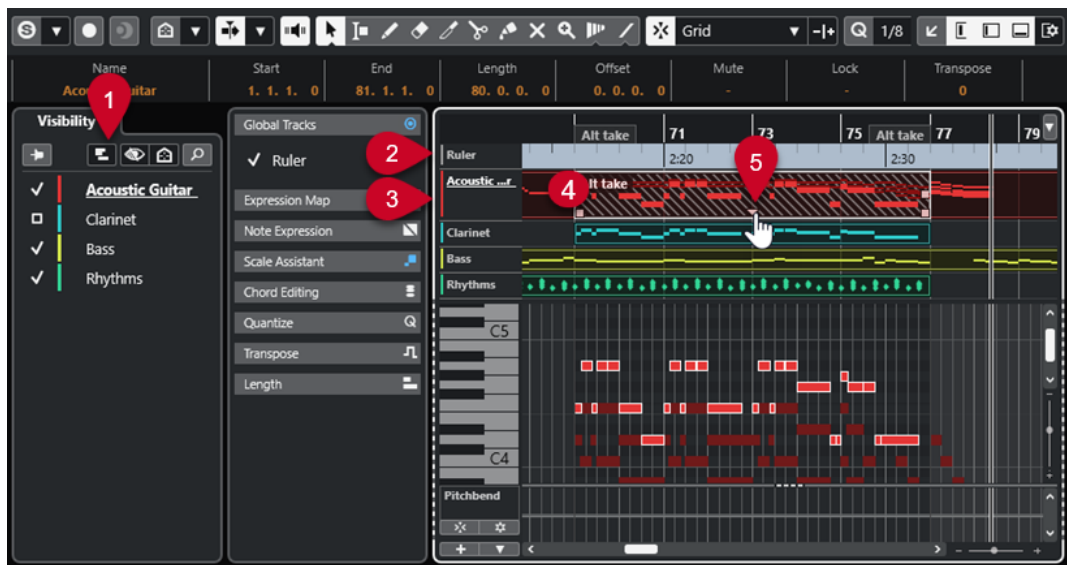 S
Grid
Q
1/8
Name
Start
End
Length
Offset
Mute
Lock
Transpose
Acou
uitar
1. 1. 1. 0
81. 1. 1. 0
80. 0. 0. 0
0. 0. 0. 0
-
-
0
1
Visibility
Acoustic Guitar
Clarinet
Bass
Rhythms
Global Tracks
Ruler
Expression Map
Note Expression
Scale Assistant
Chord Editing
Quantize
Q
Transpose
Length
2
3
4
5
Alt take
71
73
75
Alt take
77
79
Ruler
2:20
2:30
Acoustic ...r
lt take
Clarinet
Bass
Rhythms
C5
C4
Pitchbend